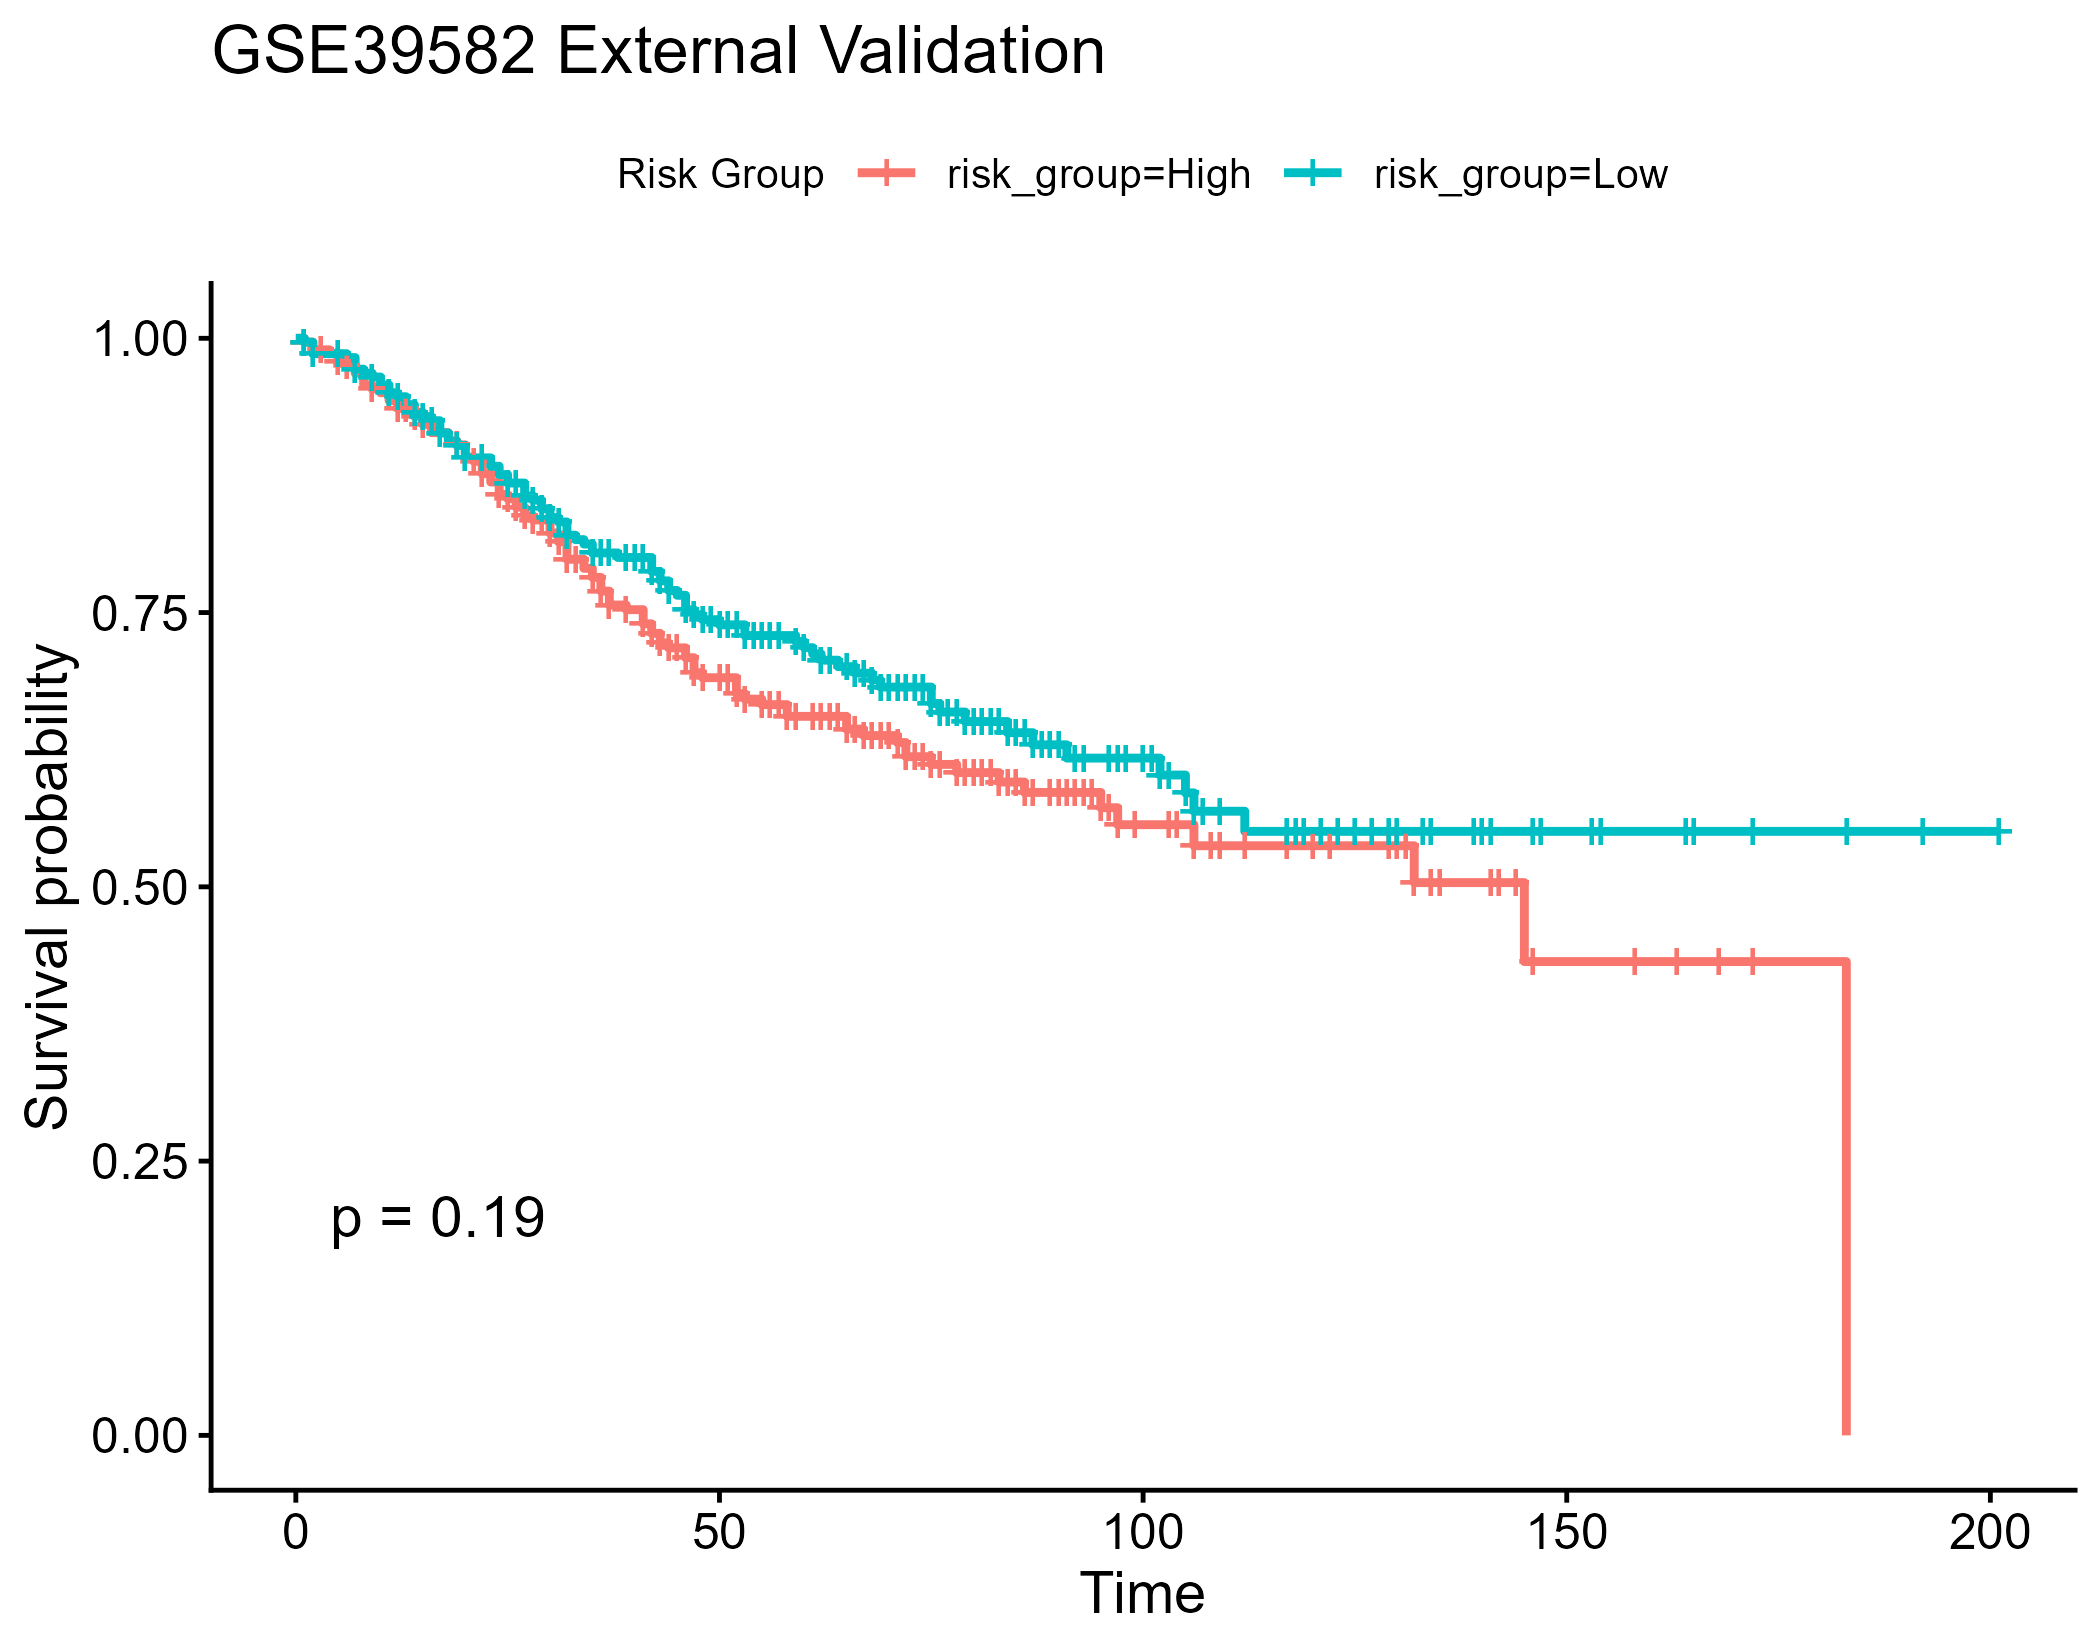 GSE39582 External Validation
Risk Group risk_group=High risk_group=Low
1.00
0.75
0.50
0.25
0.00
Survival probability
p = 0.19
0 50 100 150 200
Time